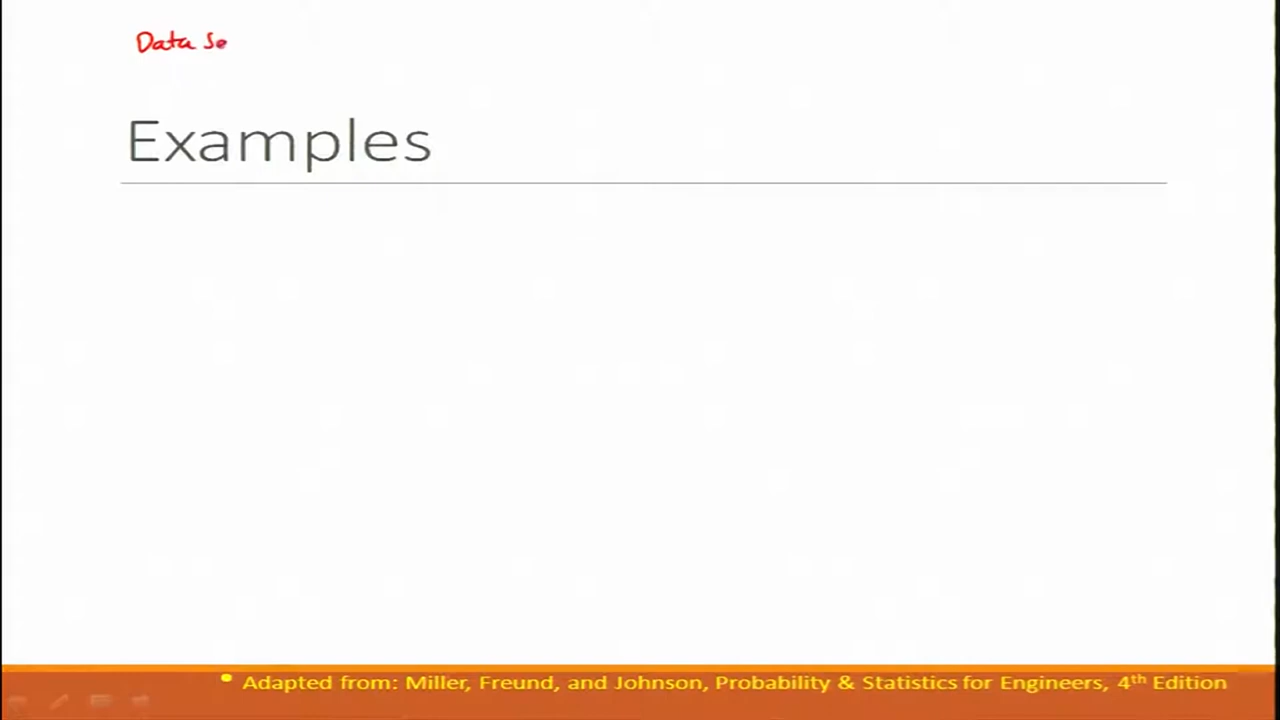 Data Se
Examples
• Adapted from: Miller, Freund, and Johnson, Probability & Statistics for Engineers, 4th Edition